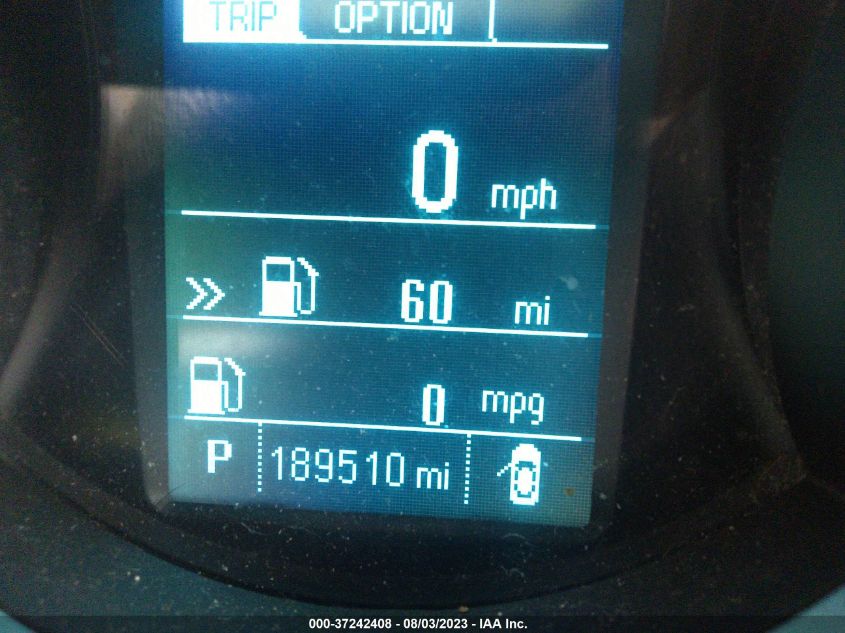 TRIP OPTION
0 mph
60 mi
0 mpg
P 189510 mi
000-37242408 - 08/03/2023 - IAA Inc.